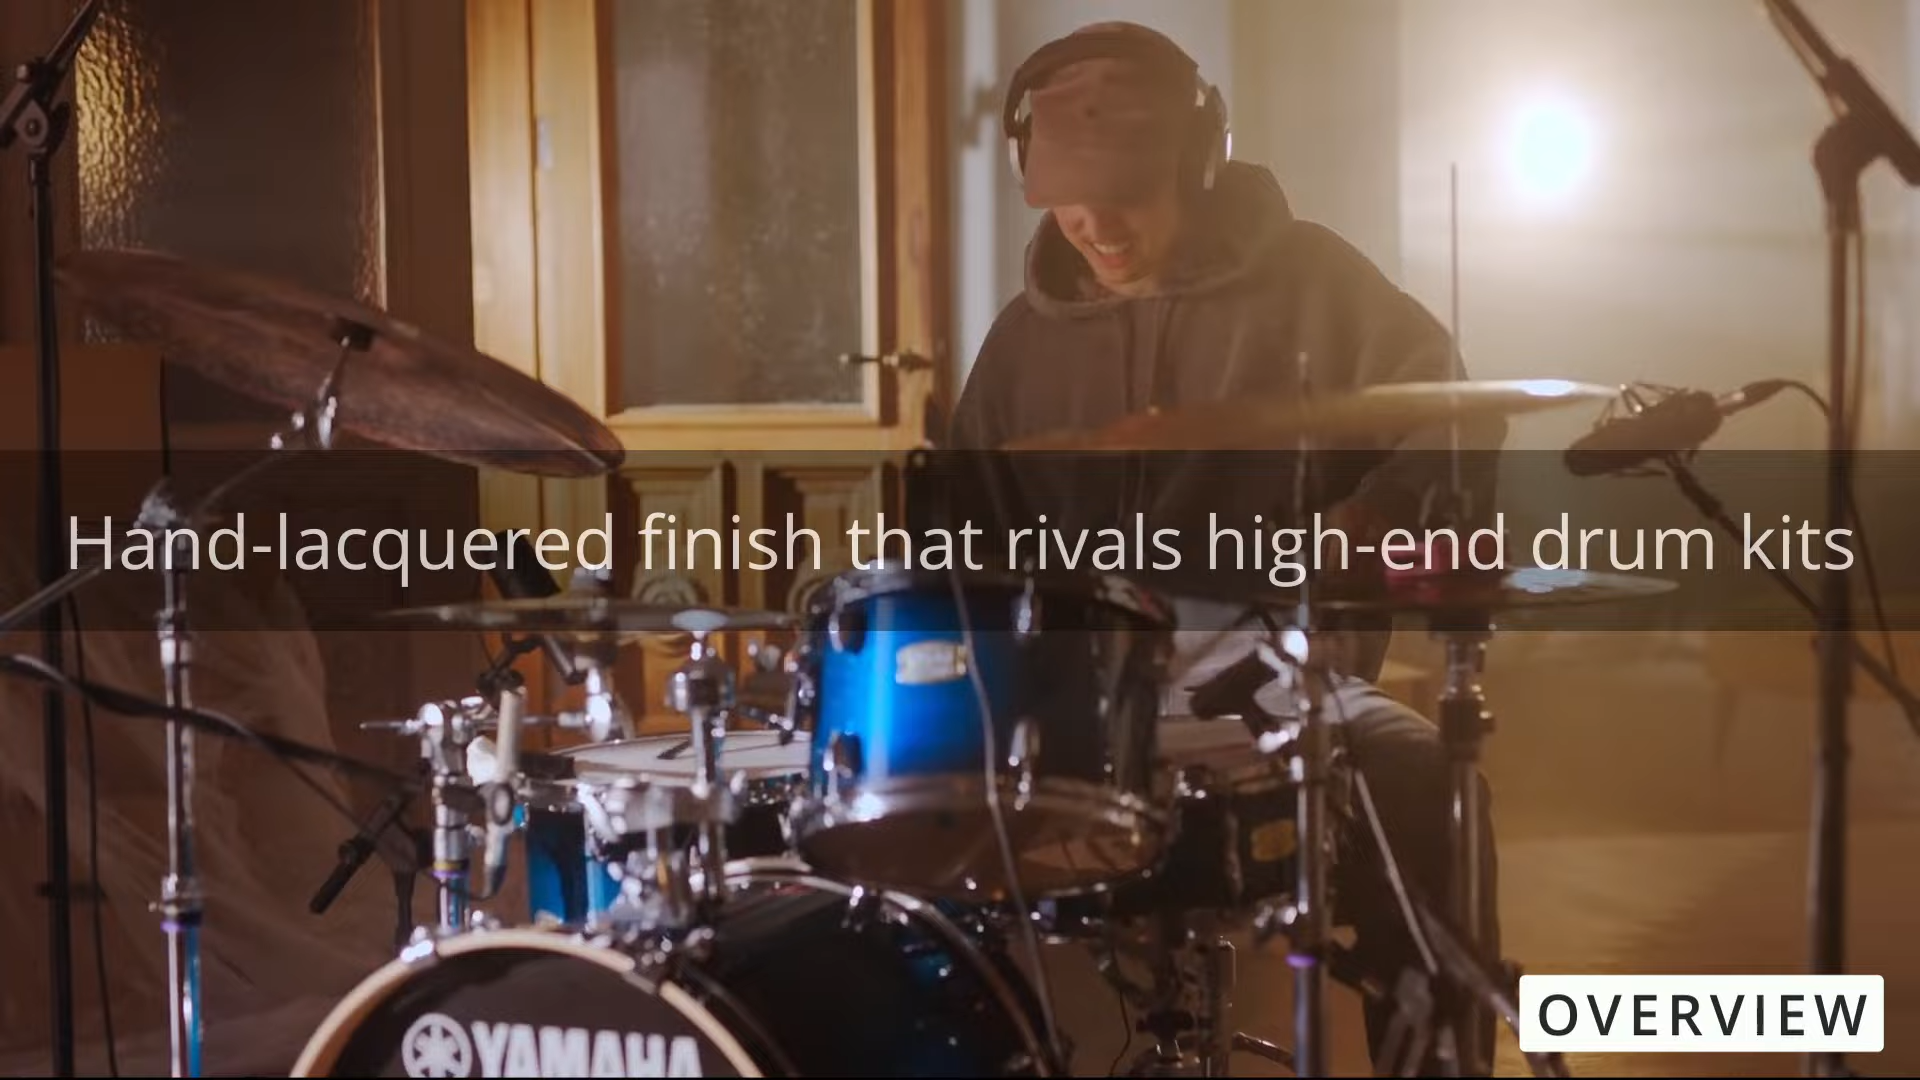 Hand-lacquered finish that rivals high-end drum kits
YAMAHA
OVERVIEW